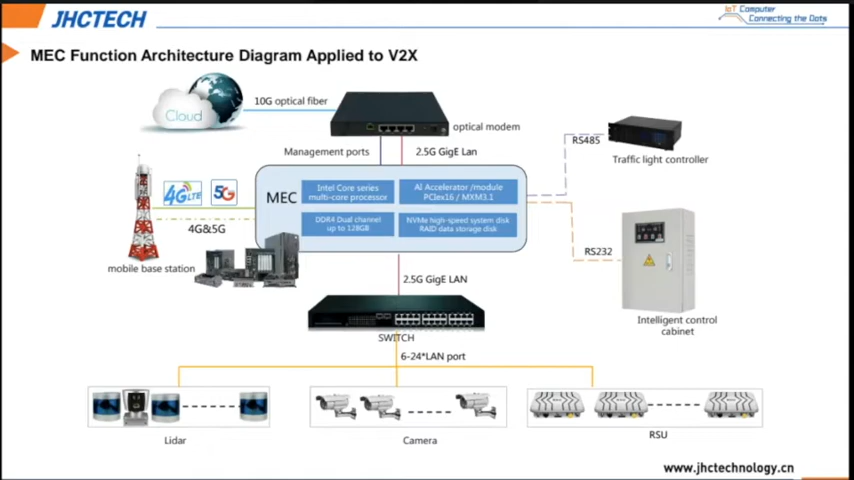 JHCTECH
IoT Computer
Connecting the Dots
MEC Function Architecture Diagram Applied to V2X
Cloud
10G optical fiber
optical modem
Management ports
2.5G GigE Lan
RS485
Traffic light controller
4G LTE
5G
4G&5G
mobile base station
MEC
Intel Core series
multi-core processor
AI Accelerator /module
PCIex16 / MXM3.1
DDR4 Dual channel
up to 128GB
NVMe high-speed system disk
RAID data storage disk
RS232
Intelligent control
cabinet
2.5G GigE LAN
SWITCH
6-24*LAN port
Lidar
Camera
RSU
www.jhctechnology.cn